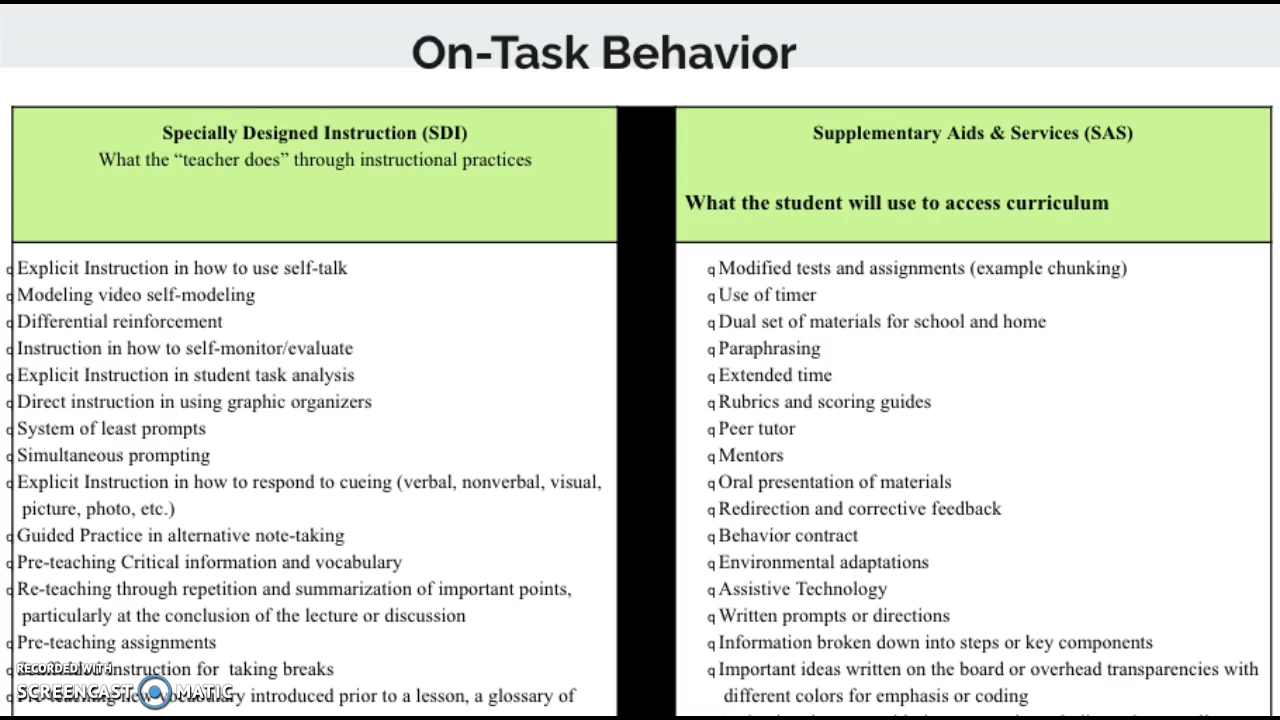 On-Task Behavior
Specially Designed Instruction (SDI)
What the “teacher does” through instructional practices
q Explicit Instruction in how to use self-talk
q Modeling video self-modeling
q Differential reinforcement
q Instruction in how to self-monitor/evaluate
q Explicit Instruction in student task analysis
q Direct instruction in using graphic organizers
q System of least prompts
q Simultaneous prompting
q Explicit Instruction in how to respond to cueing (verbal, nonverbal, visual,
picture, photo, etc.)
q Guided Practice in alternative note-taking
q Pre-teaching Critical information and vocabulary
q Re-teaching through repetition and summarization of important points,
particularly at the conclusion of the lecture or discussion
q Pre-teaching assignments
q instruction for taking breaks
q Pre-teaching new vocabulary introduced prior to a lesson, a glossary of
Supplementary Aids & Services (SAS)
What the student will use to access curriculum
q Modified tests and assignments (example chunking)
q Use of timer
q Dual set of materials for school and home
q Paraphrasing
q Extended time
q Rubrics and scoring guides
q Peer tutor
q Mentors
q Oral presentation of materials
q Redirection and corrective feedback
q Behavior contract
q Environmental adaptations
q Assistive Technology
q Written prompts or directions
q Information broken down into steps or key components
q Important ideas written on the board or overhead transparencies with
different colors for emphasis or coding
RECORDED WITH
SCREENCAST MATIC